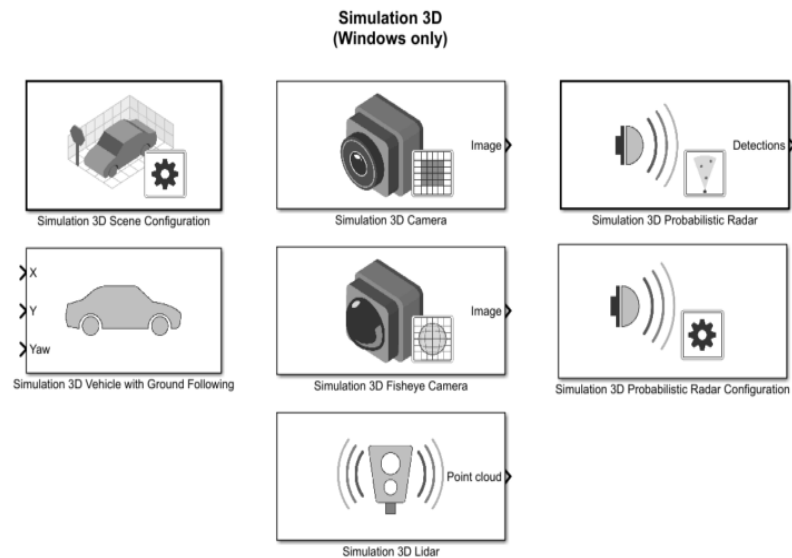 Simulation 3D
(Windows only)
Simulation 3D Scene Configuration
Image
Simulation 3D Camera
Detections
Simulation 3D Probabilistic Radar
X
Y
Yaw
Simulation 3D Vehicle with Ground Following
Image
Simulation 3D Fisheye Camera
Simulation 3D Probabilistic Radar Configuration
Point cloud
Simulation 3D Lidar